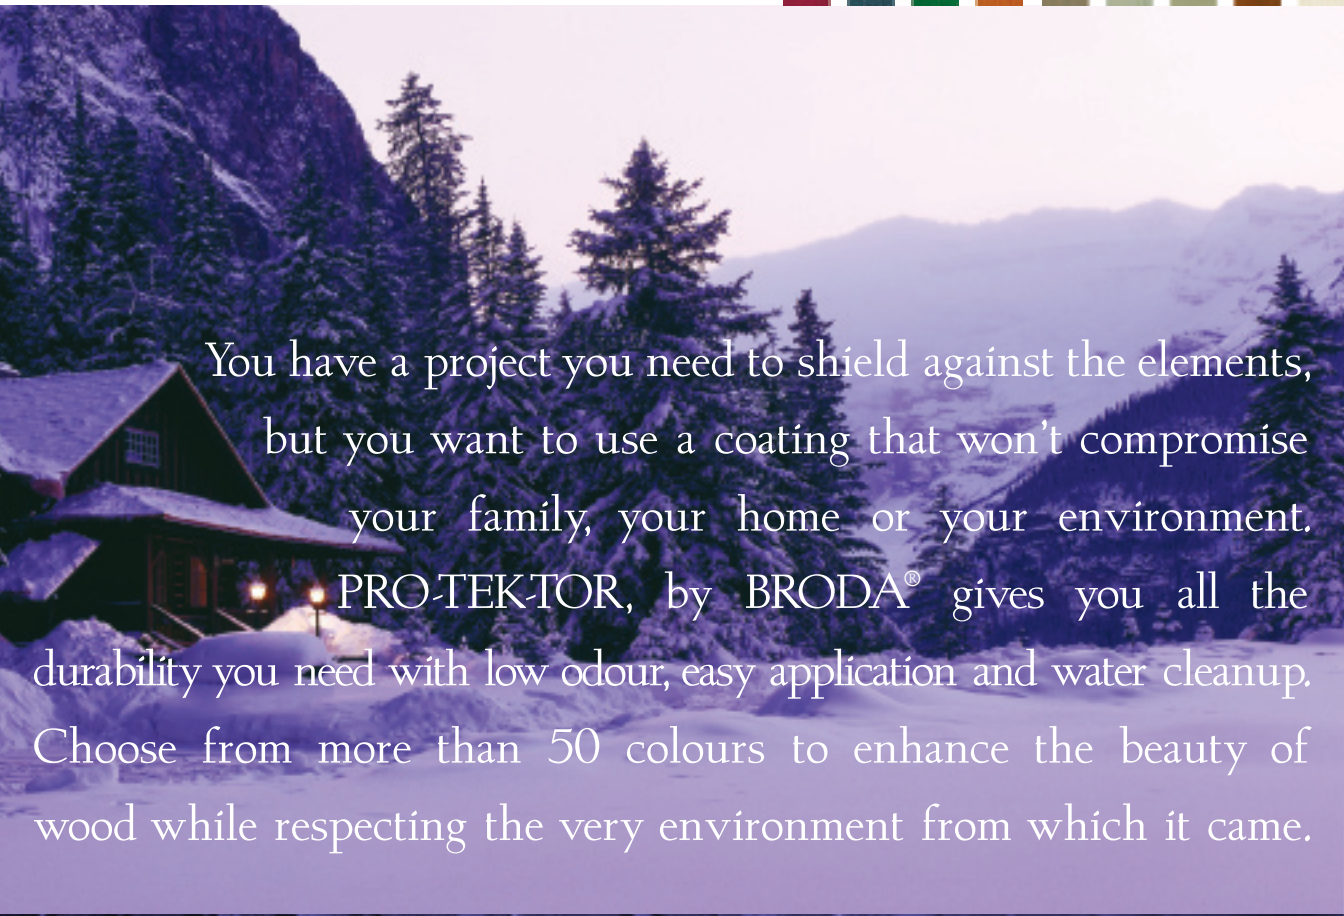 You have a project you need to shield against the elements,
but you want to use a coating that won’t compromise
your family, your home or your environment.
PRO-TEK-TOR, by BRODA® gives you all the
durability you need with low odour, easy application and water cleanup.
Choose from more than 50 colours to enhance the beauty of
wood while respecting the very environment from which it came.